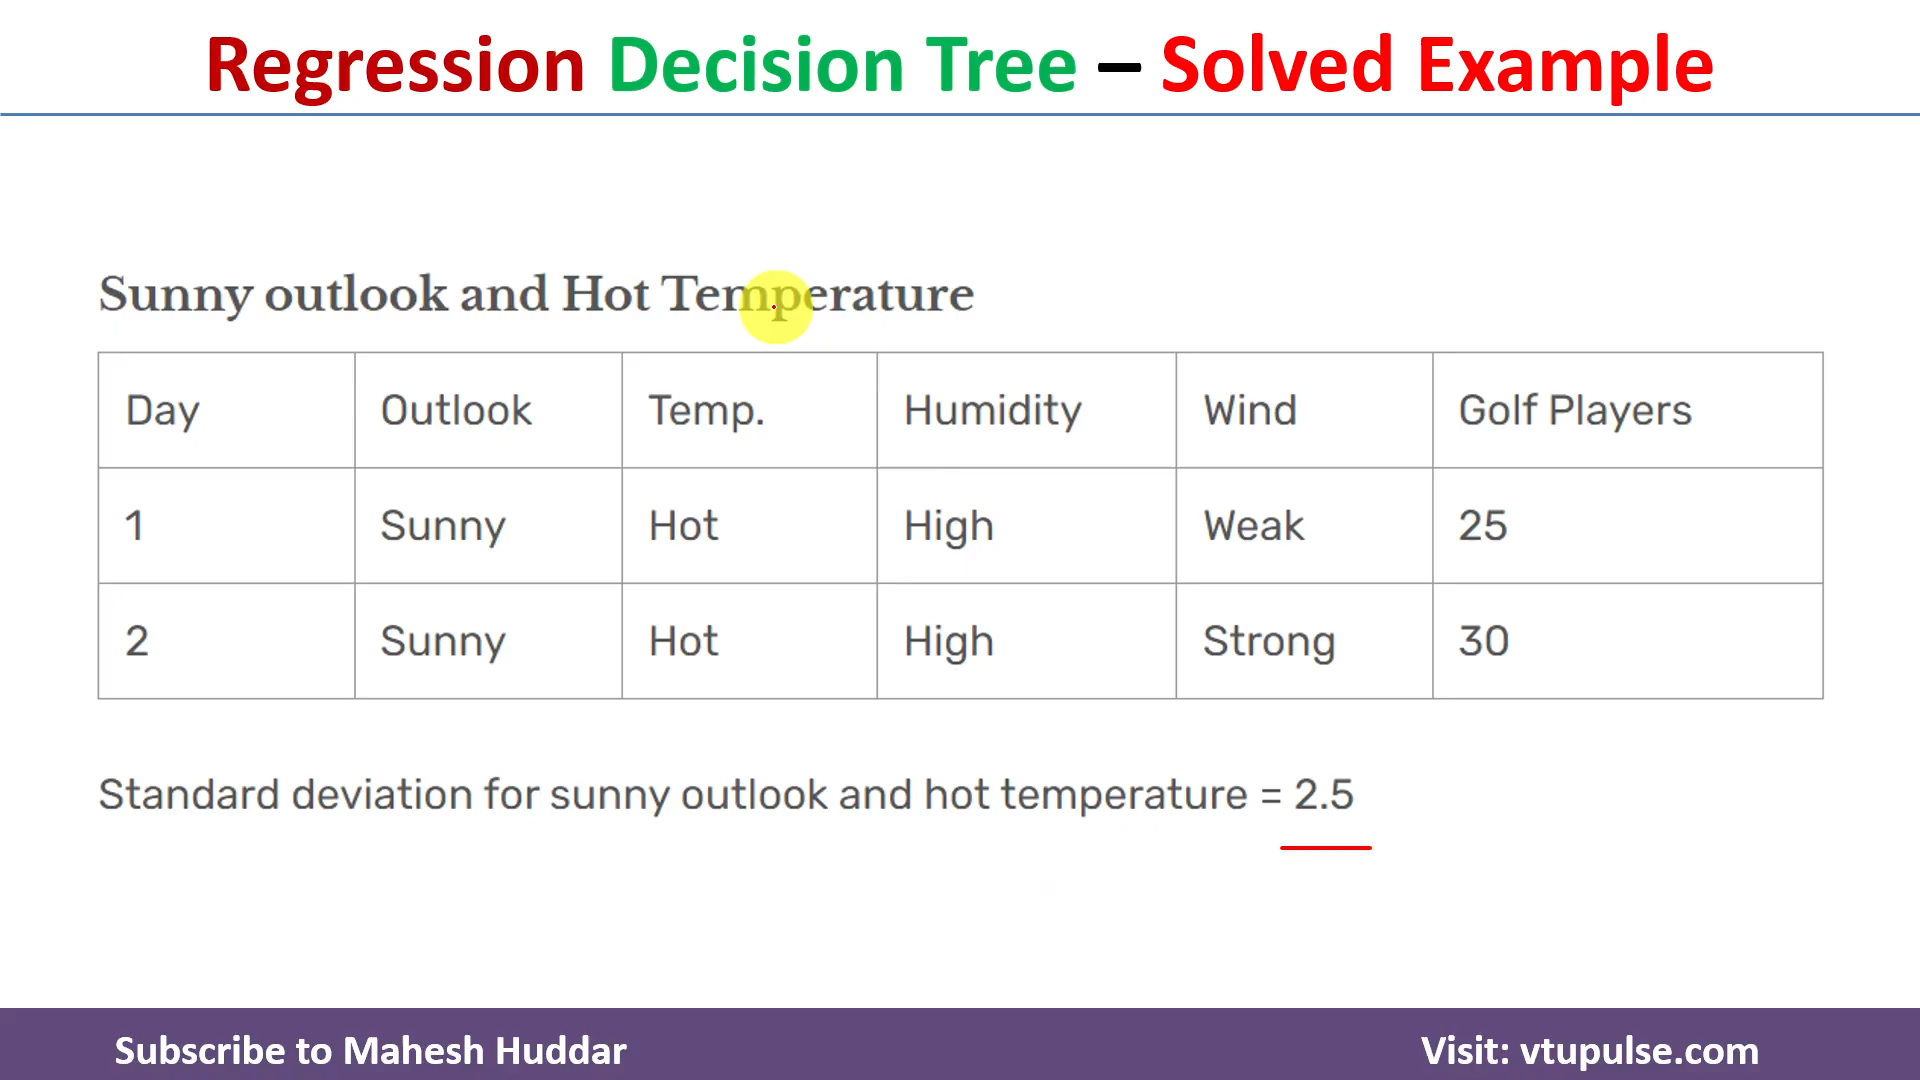 Regression Decision Tree – Solved Example
Sunny outlook and Hot Temperature
Day Outlook Temp. Humidity Wind Golf Players
1 Sunny Hot High Weak 25
2 Sunny Hot High Strong 30
Standard deviation for sunny outlook and hot temperature = 2.5
Subscribe to Mahesh Huddar Visit: vtupulse.com